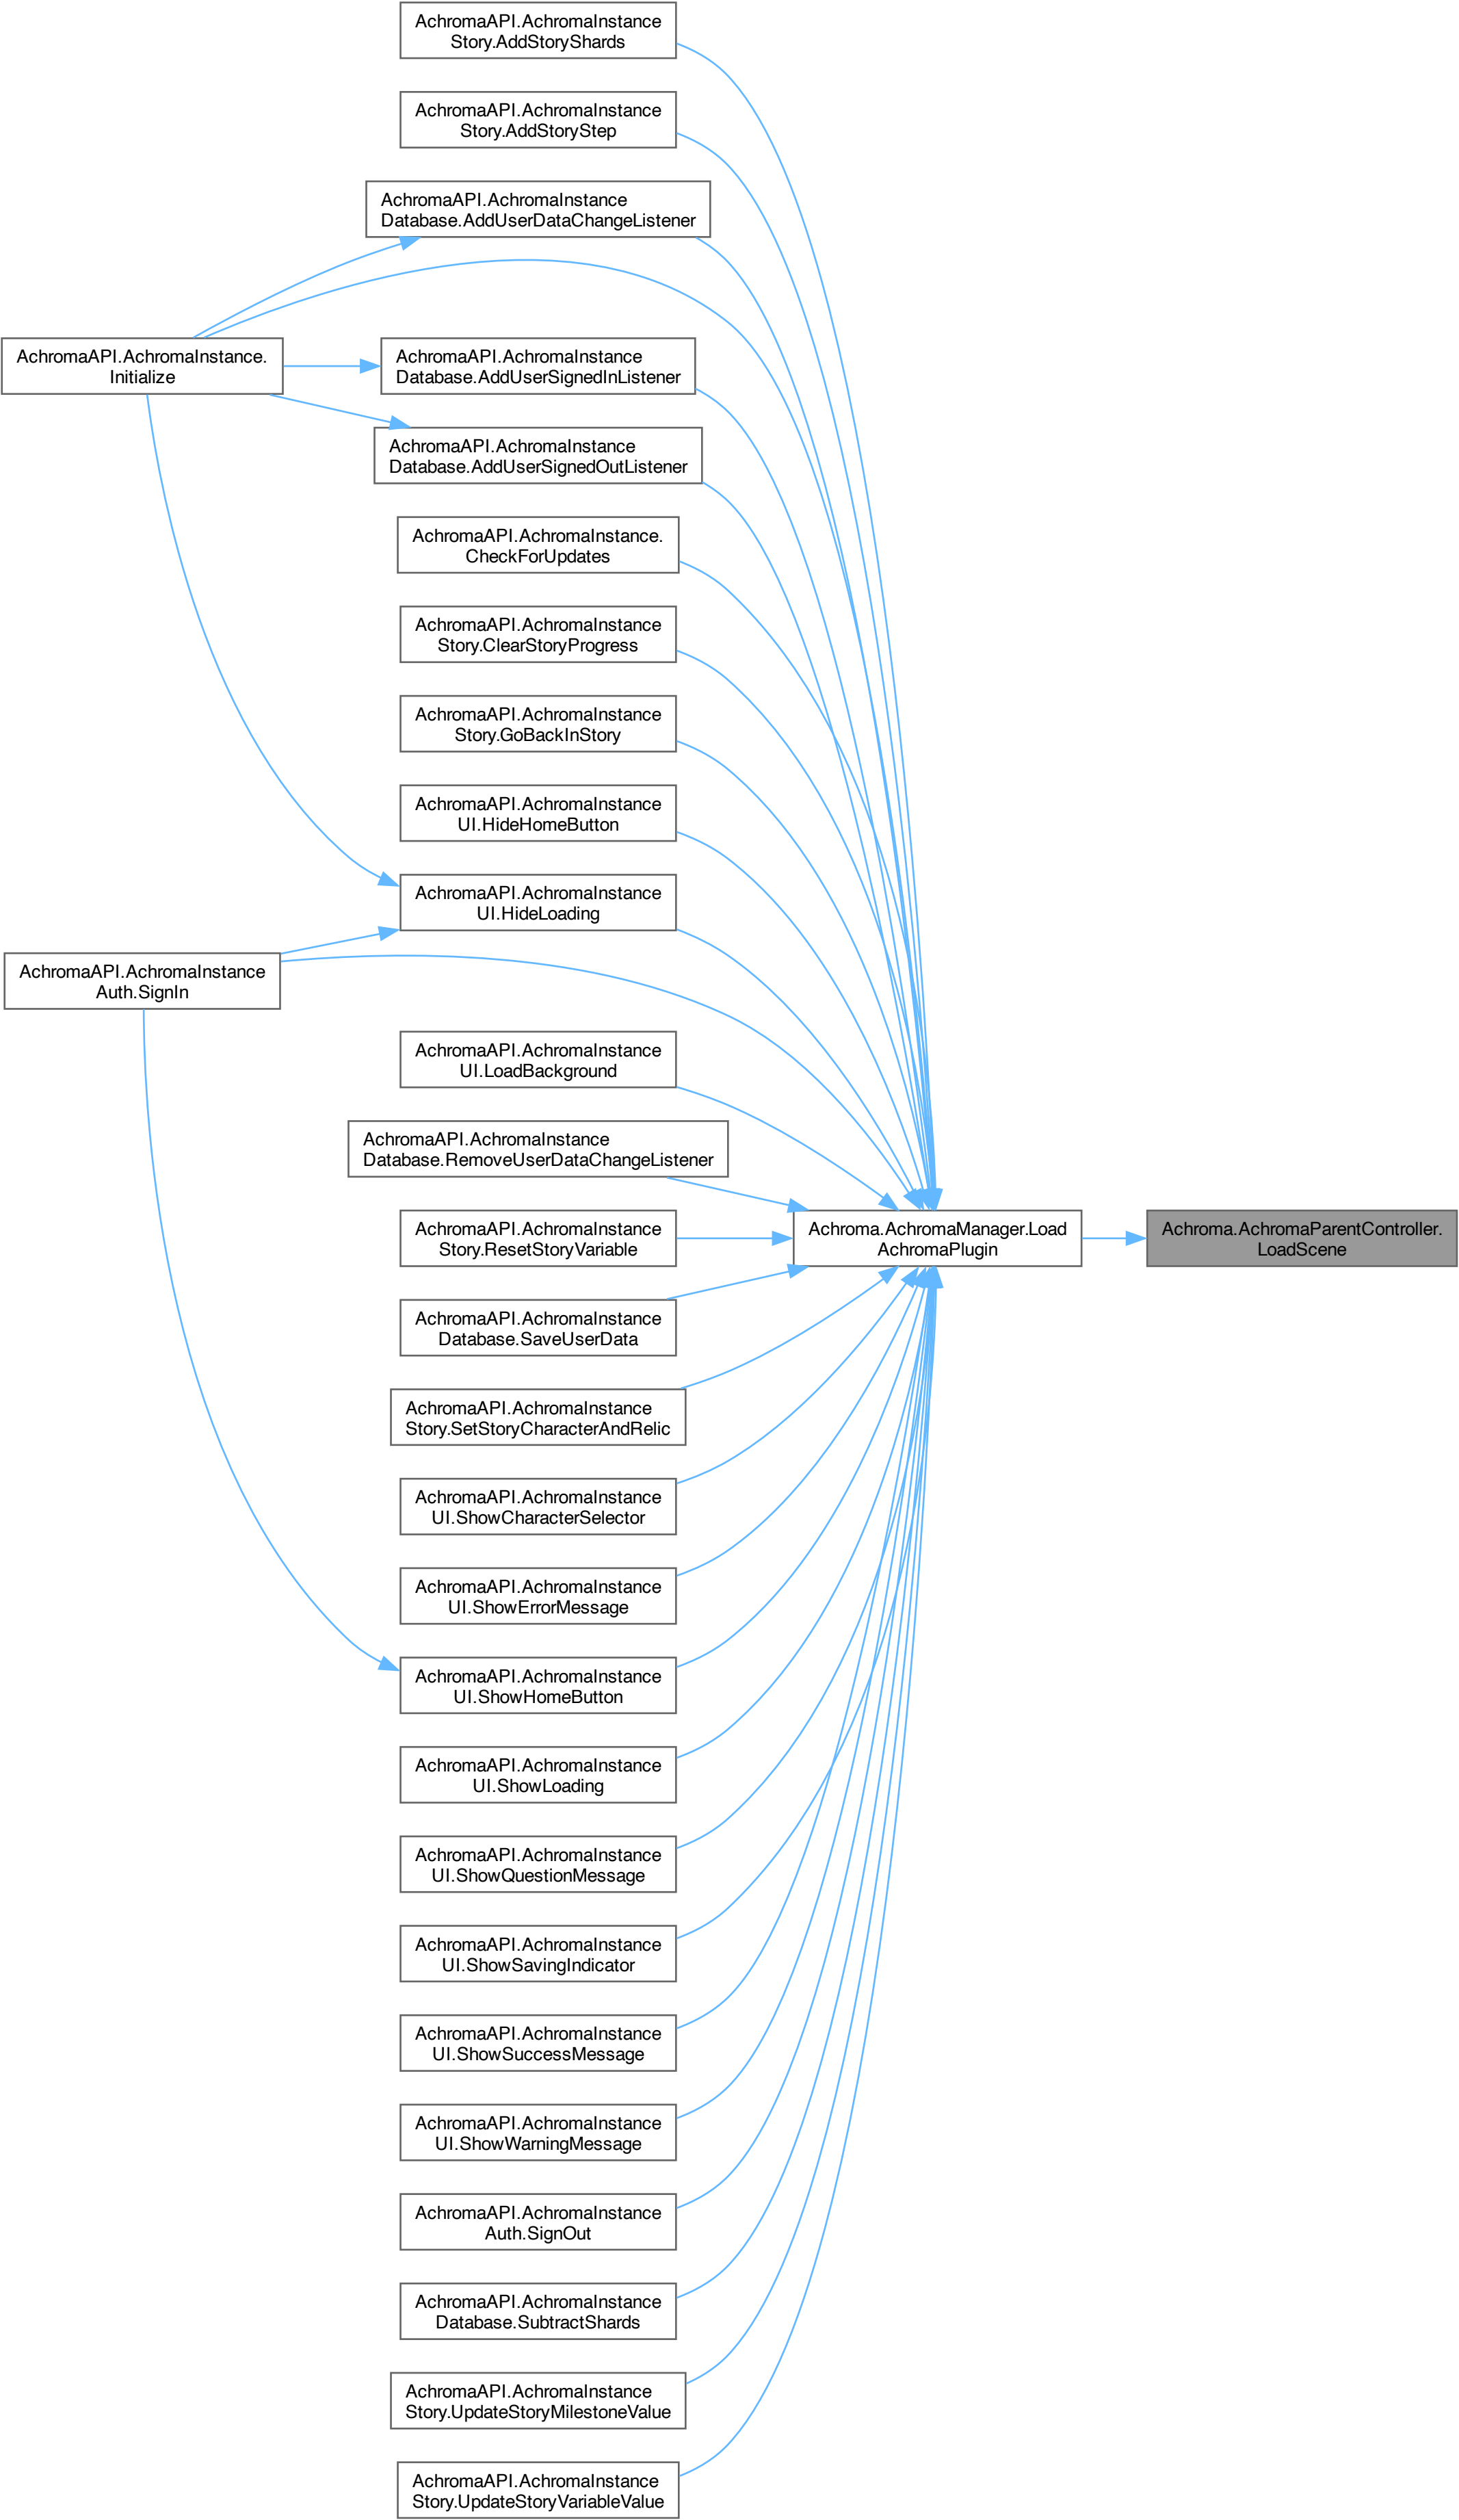 AchromaAPI.AchromaInstance
Story.AddStoryShards
AchromaAPI.AchromaInstance
Story.AddStoryStep
AchromaAPI.AchromaInstance
Database.AddUserDataChangeListener
AchromaAPI.AchromaInstance.
Initialize
AchromaAPI.AchromaInstance
Database.AddUserSignedInListener
AchromaAPI.AchromaInstance
Database.AddUserSignedOutListener
AchromaAPI.AchromaInstance.
CheckForUpdates
AchromaAPI.AchromaInstance
Story.ClearStoryProgress
AchromaAPI.AchromaInstance
Story.GoBackInStory
AchromaAPI.AchromaInstance
UI.HideHomeButton
AchromaAPI.AchromaInstance
UI.HideLoading
AchromaAPI.AchromaInstance
Auth.SignIn
AchromaAPI.AchromaInstance
UI.LoadBackground
AchromaAPI.AchromaInstance
Database.RemoveUserDataChangeListener
AchromaAPI.AchromaInstance
Story.ResetStoryVariable
Achroma.AchromaManager.Load
AchromaPlugin
Achroma.AchromaParentController.
LoadScene
AchromaAPI.AchromaInstance
Database.SaveUserData
AchromaAPI.AchromaInstance
Story.SetStoryCharacterAndRelic
AchromaAPI.AchromaInstance
UI.ShowCharacterSelector
AchromaAPI.AchromaInstance
UI.ShowErrorMessage
AchromaAPI.AchromaInstance
UI.ShowHomeButton
AchromaAPI.AchromaInstance
UI.ShowLoading
AchromaAPI.AchromaInstance
UI.ShowQuestionMessage
AchromaAPI.AchromaInstance
UI.ShowSavingIndicator
AchromaAPI.AchromaInstance
UI.ShowSuccessMessage
AchromaAPI.AchromaInstance
UI.ShowWarningMessage
AchromaAPI.AchromaInstance
Auth.SignOut
AchromaAPI.AchromaInstance
Database.SubtractShards
AchromaAPI.AchromaInstance
Story.UpdateStoryMilestoneValue
AchromaAPI.AchromaInstance
Story.UpdateStoryVariableValue